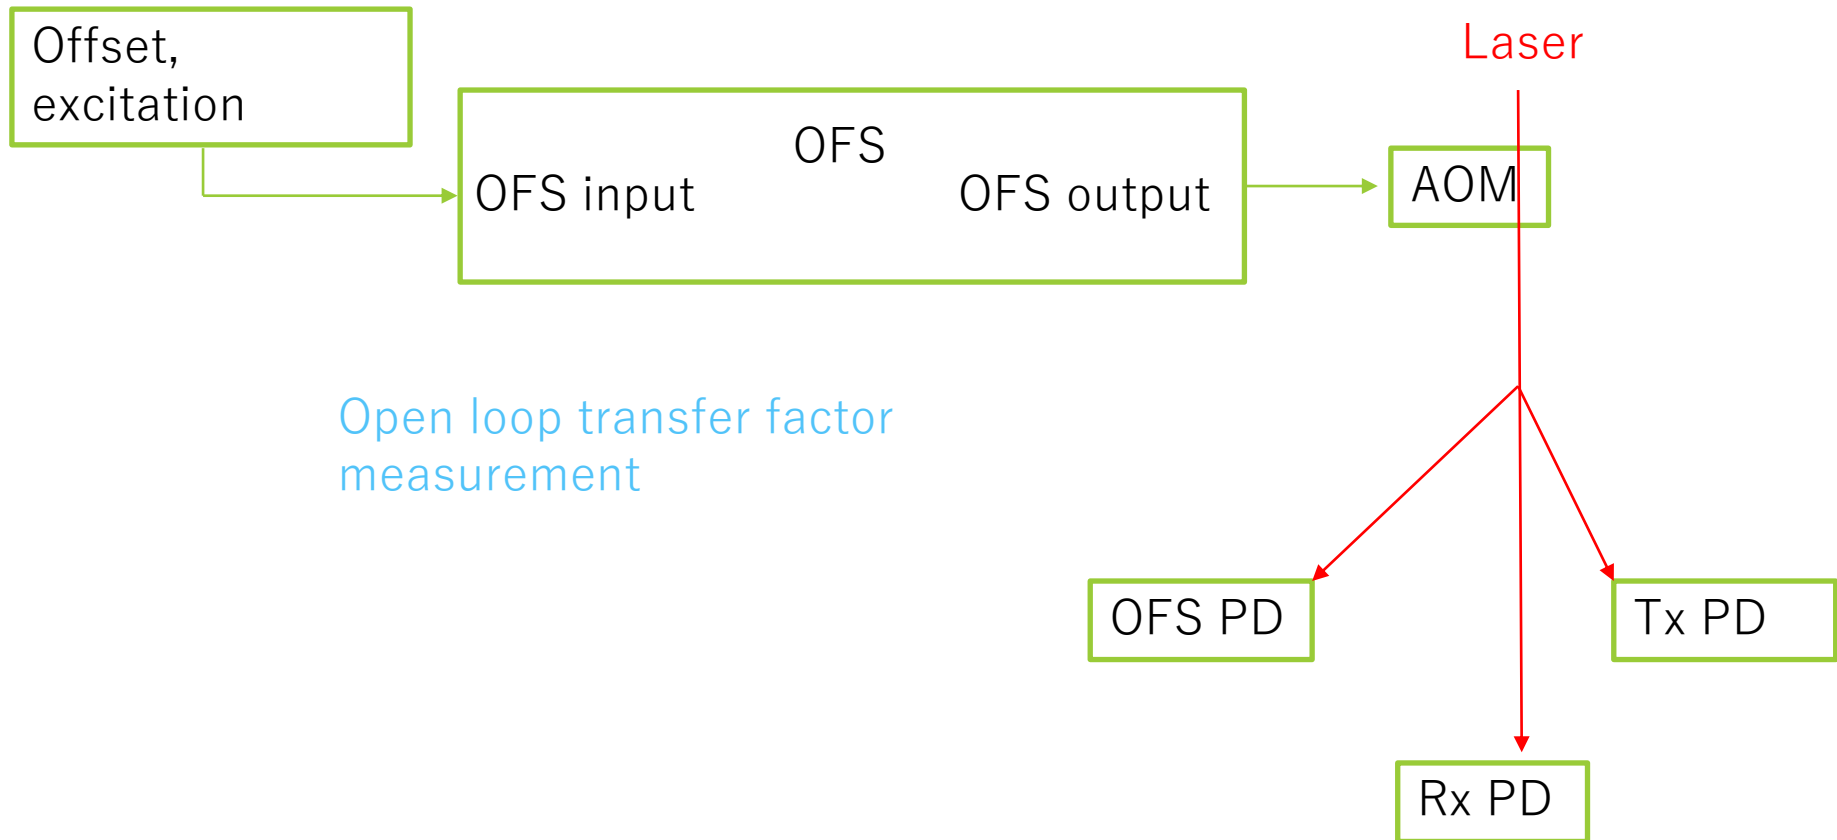 Offset,
excitation
Laser
OFS
OFS input
OFS output
AOM
Open loop transfer factor
measurement
OFS PD
Tx PD
Rx PD